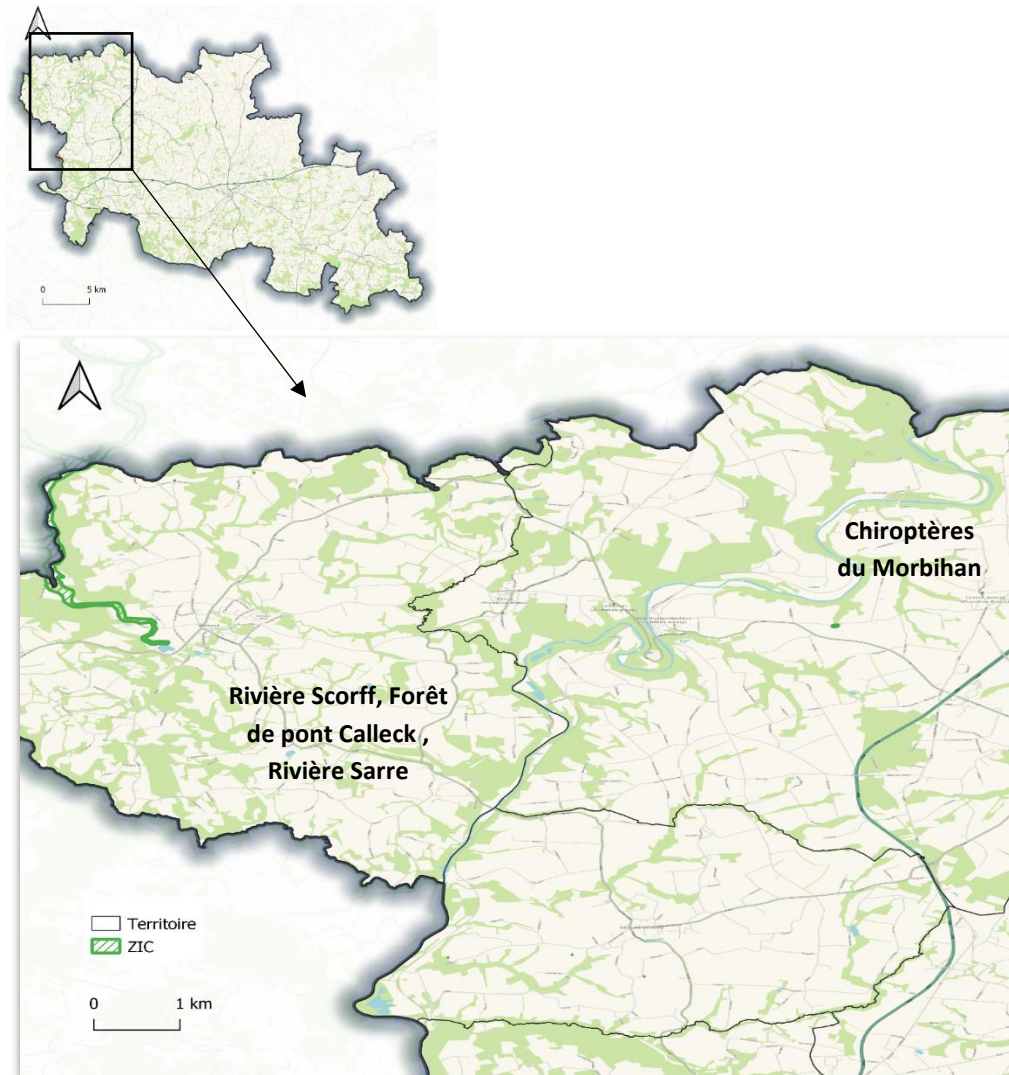 0 5 km
Chiroptères
du Morbihan
Rivière Scorff, Forêt
de pont Calleck ,
Rivière Sarre
Territoire
ZIC
0 1 km